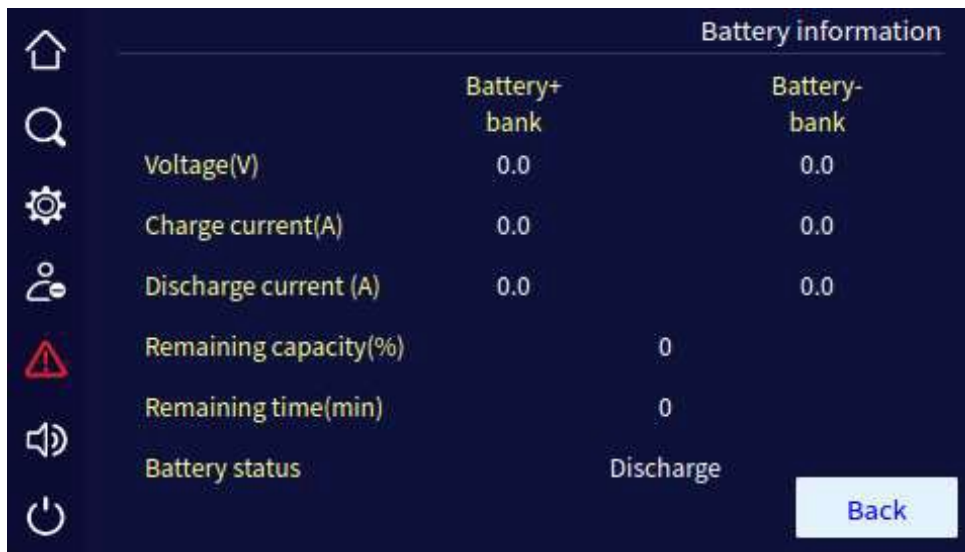 Battery information
Battery+ Battery-
bank bank
Voltage(V) 0.0 0.0
Charge current(A) 0.0 0.0
Discharge current (A) 0.0 0.0
Remaining capacity(%) 0
Remaining time(min) 0
Battery status Discharge
Back